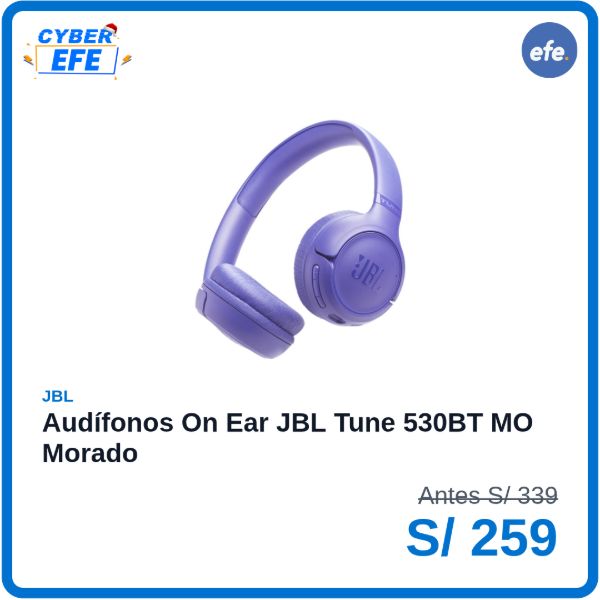 CYBER
EFE
efe.
JBL
JBL
Audífonos On Ear JBL Tune 530BT MO
Morado
Antes S/ 339
S/ 259